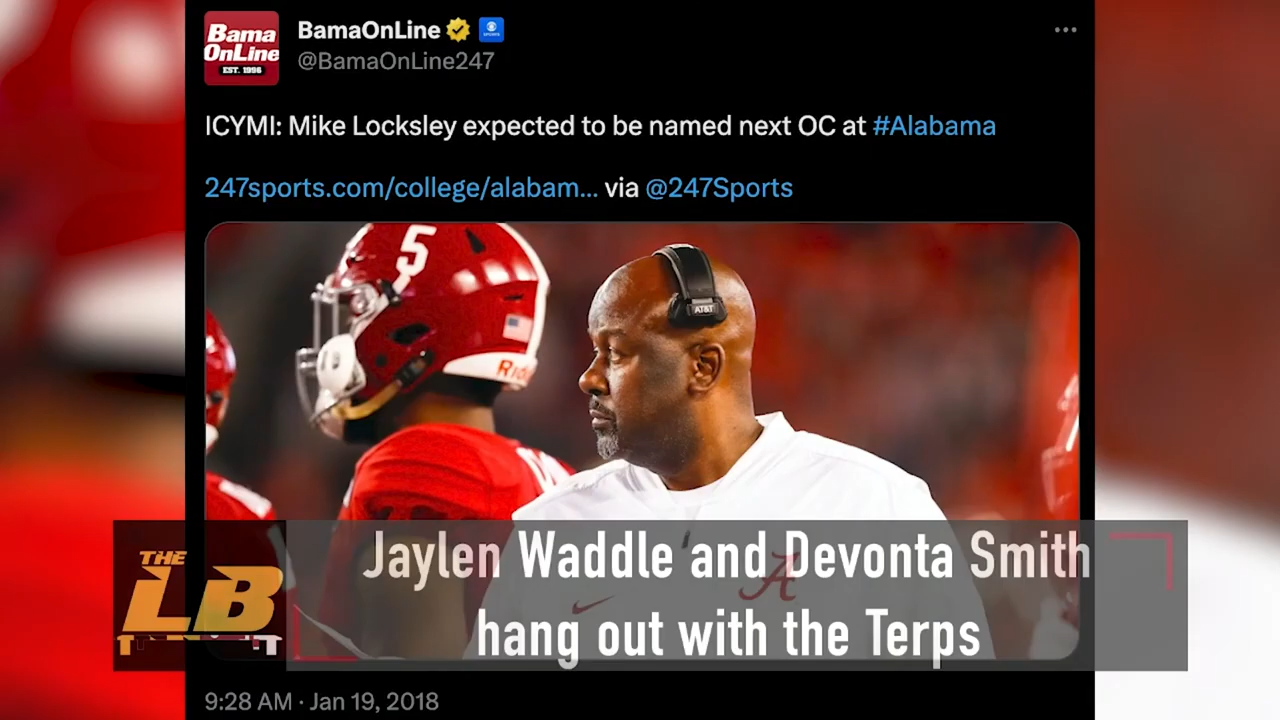 Bama
OnLine
EST. 1996
BamaOnLine
@BamaOnLine247
ICYMI: Mike Locksley expected to be named next OC at #Alabama
247sports.com/college/alabam... via @247Sports
5
AT&T
Rid
THE
LB
Jaylen Waddle and Devonta Smith
hang out with the Terps
A
9:28 AM · Jan 19, 2018